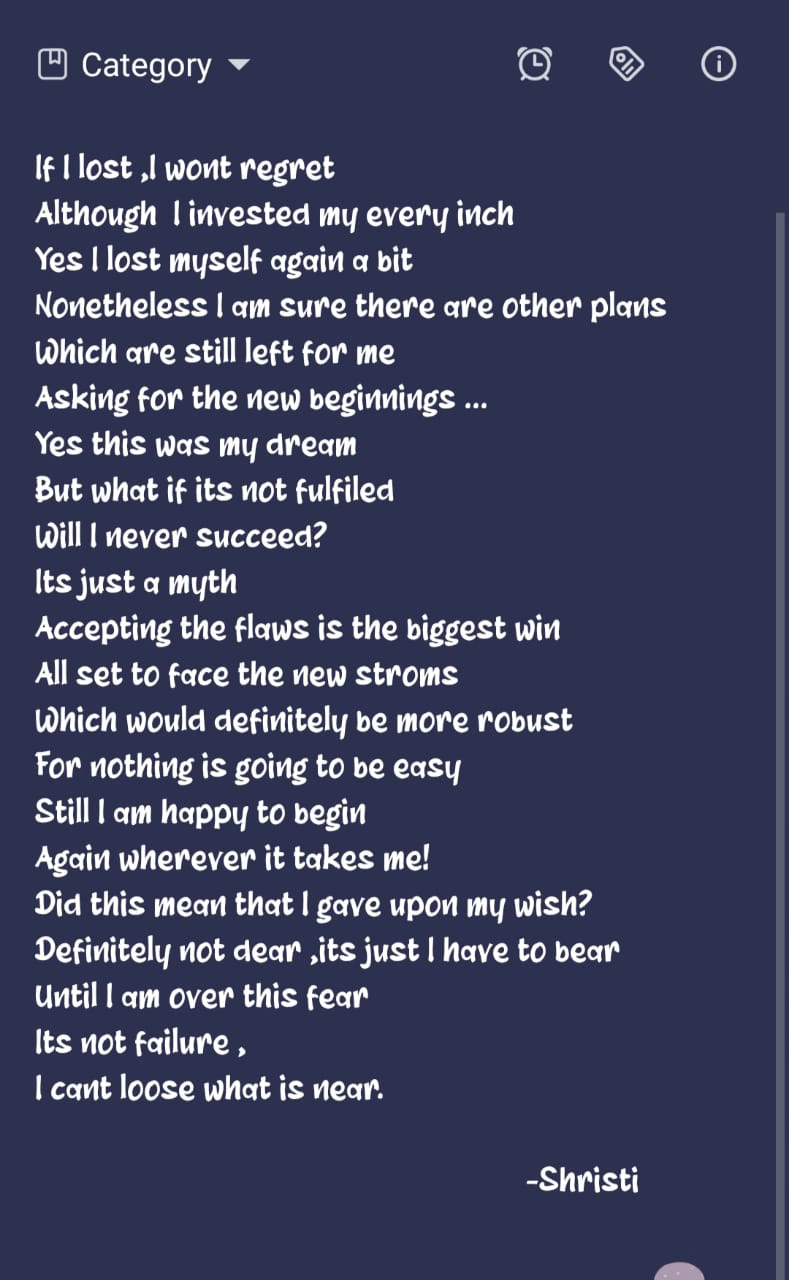 Category
If I lost ,I wont regret
Although I invested my every inch
Yes I lost myself again a bit
Nonetheless I am sure there are other plans
Which are still left for me
Asking for the new beginnings ...
Yes this was my dream
But what if its not fulfiled
Will I never succeed?
Its just a myth
Accepting the flaws is the biggest win
All set to face the new stroms
Which would definitely be more robust
For nothing is going to be easy
Still I am happy to begin
Again wherever it takes me!
Did this mean that I gave upon my wish?
Definitely not dear ,its just I have to bear
Until I am over this fear
Its not failure ,
I cant loose what is near.
-Shristi